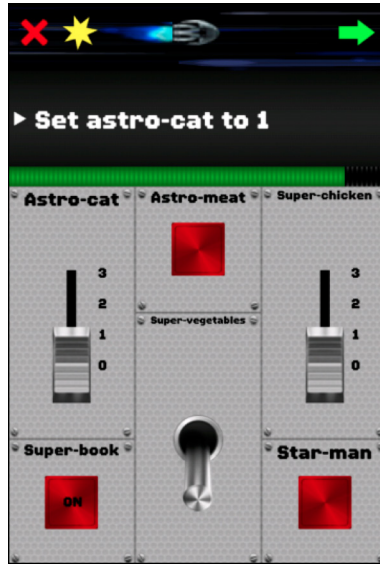 Set astro-cat to 1
Astro-cat
Astro-meat
Super-chicken
3
2
1
0
3
2
1
0
Super-vegetables
Super-book
Star-man
ON